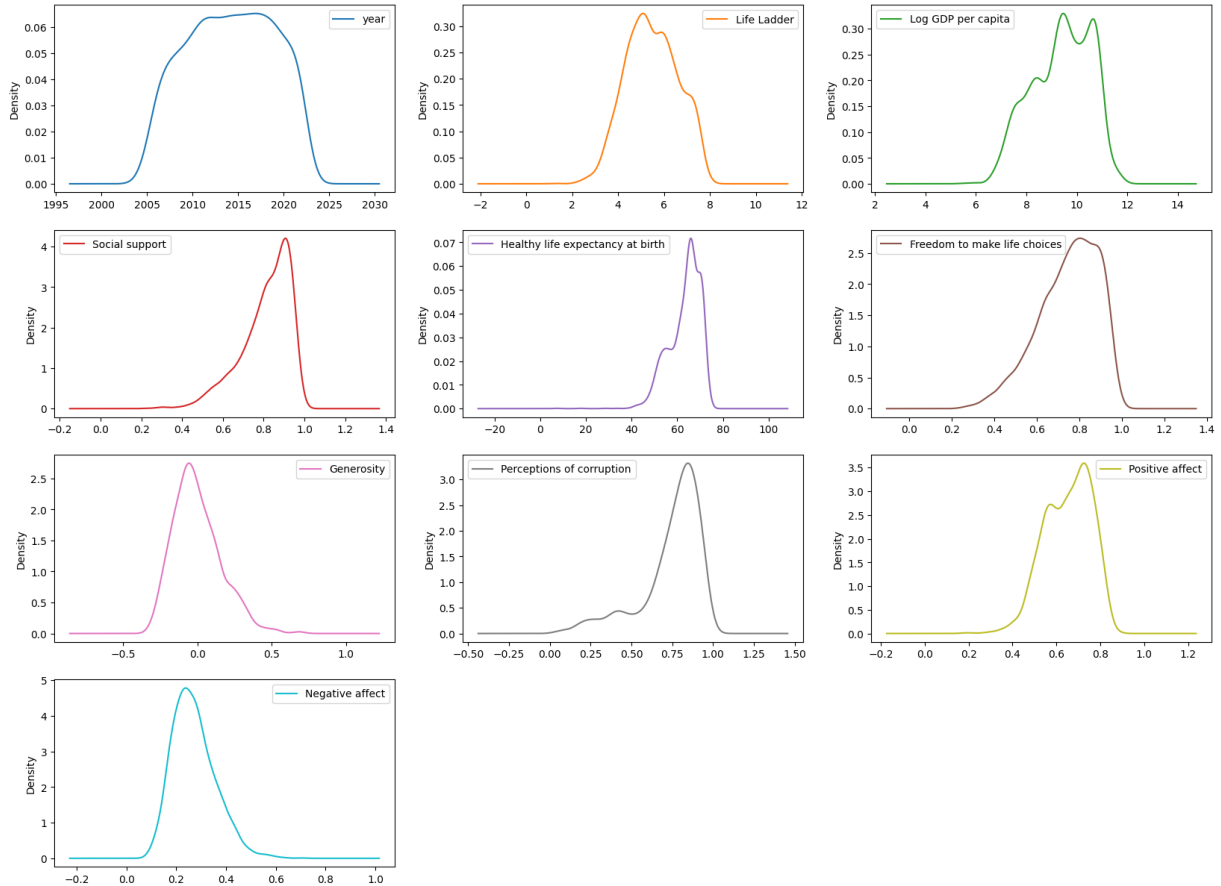 year
Density
0.06
0.05
0.04
0.03
0.02
0.01
0.00
1995 2000 2005 2010 2015 2020 2025 2030
Life Ladder
Density
0.30
0.25
0.20
0.15
0.10
0.05
0.00
−2 0 2 4 6 8 10 12
Log GDP per capita
Density
0.30
0.25
0.20
0.15
0.10
0.05
0.00
2 4 6 8 10 12 14
Social support
Density
4
3
2
1
0
−0.2 0.0 0.2 0.4 0.6 0.8 1.0 1.2 1.4
Healthy life expectancy at birth
Density
0.07
0.06
0.05
0.04
0.03
0.02
0.01
0.00
−20 0 20 40 60 80 100
Freedom to make life choices
Density
2.5
2.0
1.5
1.0
0.5
0.0
0.0 0.2 0.4 0.6 0.8 1.0 1.2 1.4
Generosity
Density
2.5
2.0
1.5
1.0
0.5
0.0
−0.5 0.0 0.5 1.0
Perceptions of corruption
Density
3.0
2.5
2.0
1.5
1.0
0.5
0.0
−0.50 −0.25 0.00 0.25 0.50 0.75 1.00 1.25 1.50
Positive affect
Density
3.5
3.0
2.5
2.0
1.5
1.0
0.5
0.0
−0.2 0.0 0.2 0.4 0.6 0.8 1.0 1.2
Negative affect
Density
5
4
3
2
1
0
−0.2 0.0 0.2 0.4 0.6 0.8 1.0